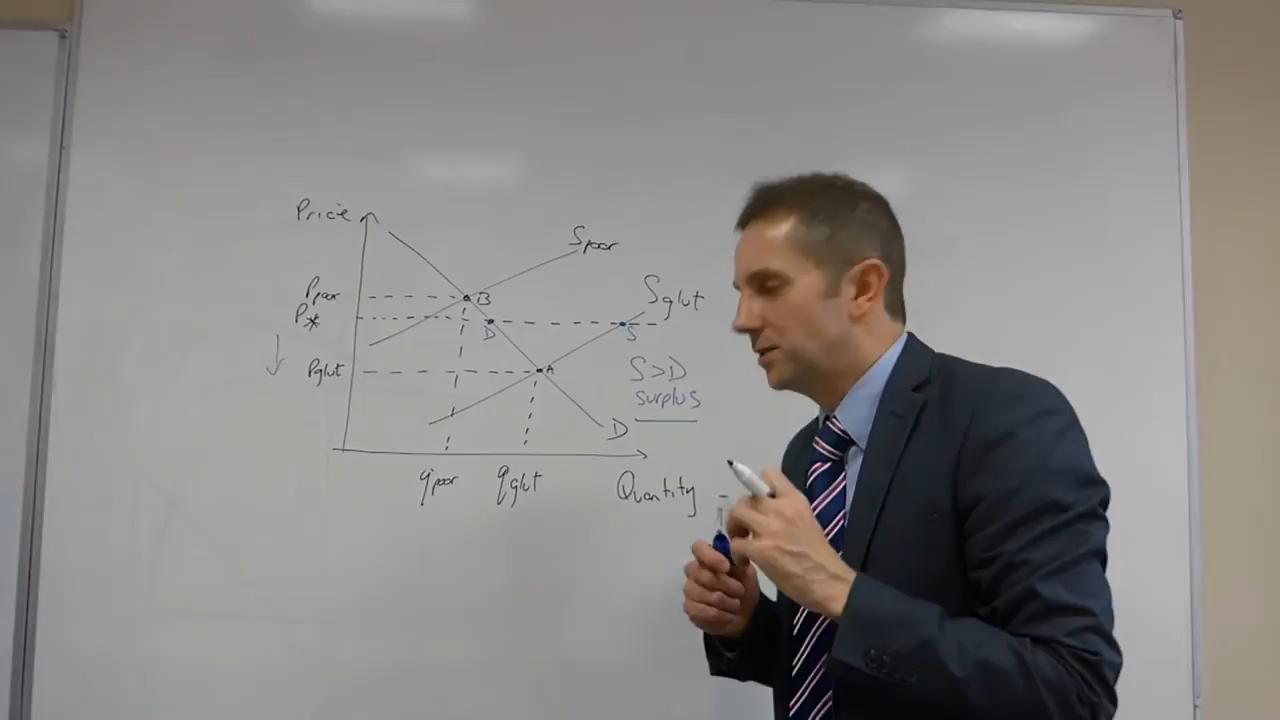 Price
Spoor
Sglut
Ppoor
B
P*
D
S
Pglut
A
S>D
surplus
D
qpoor
qglut
Quantity